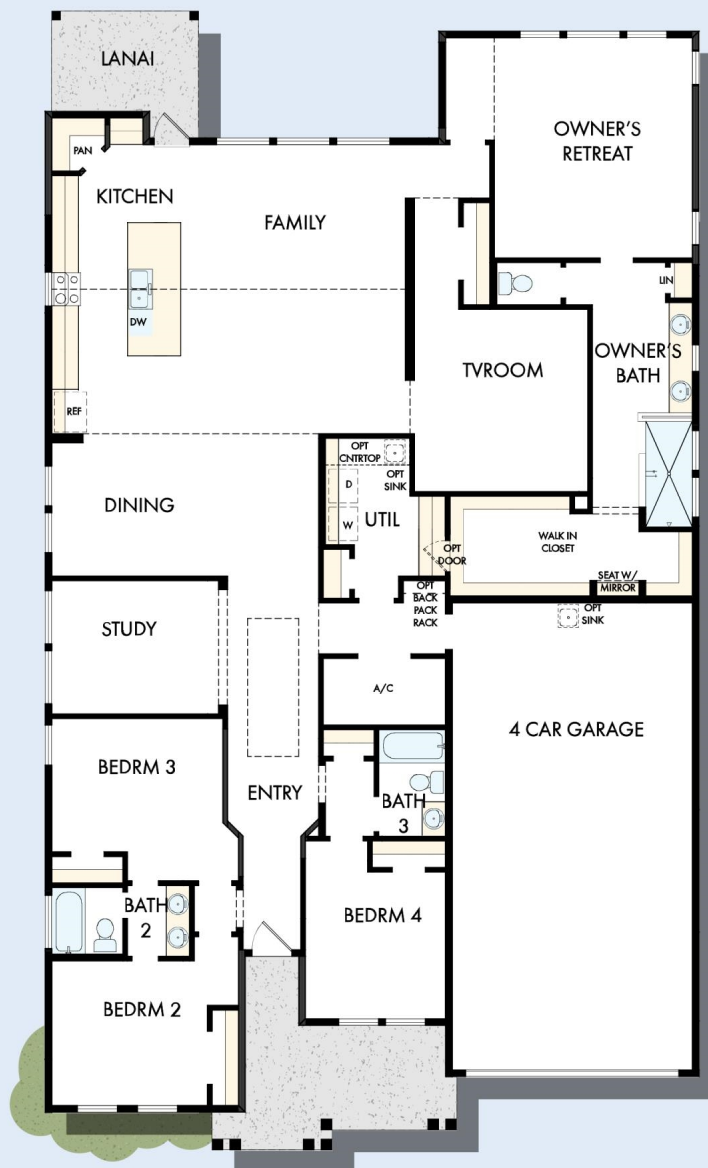 LANAI
OWNER'S
RETREAT
PAN
KITCHEN
FAMILY
LIN
DW
OWNER'S
BATH
TVROOM
REF
OPT
CNTRTOP
OPT
SINK
D
DINING
W
UTIL
WALK IN
CLOSET
OPT
DOOR
SEAT W/
MIRROR
OPT
BACK
PACK
RACK
OPT
SINK
STUDY
A/C
4 CAR GARAGE
BEDRM 3
ENTRY
BATH
3
BATH
2
BEDRM 4
BEDRM 2